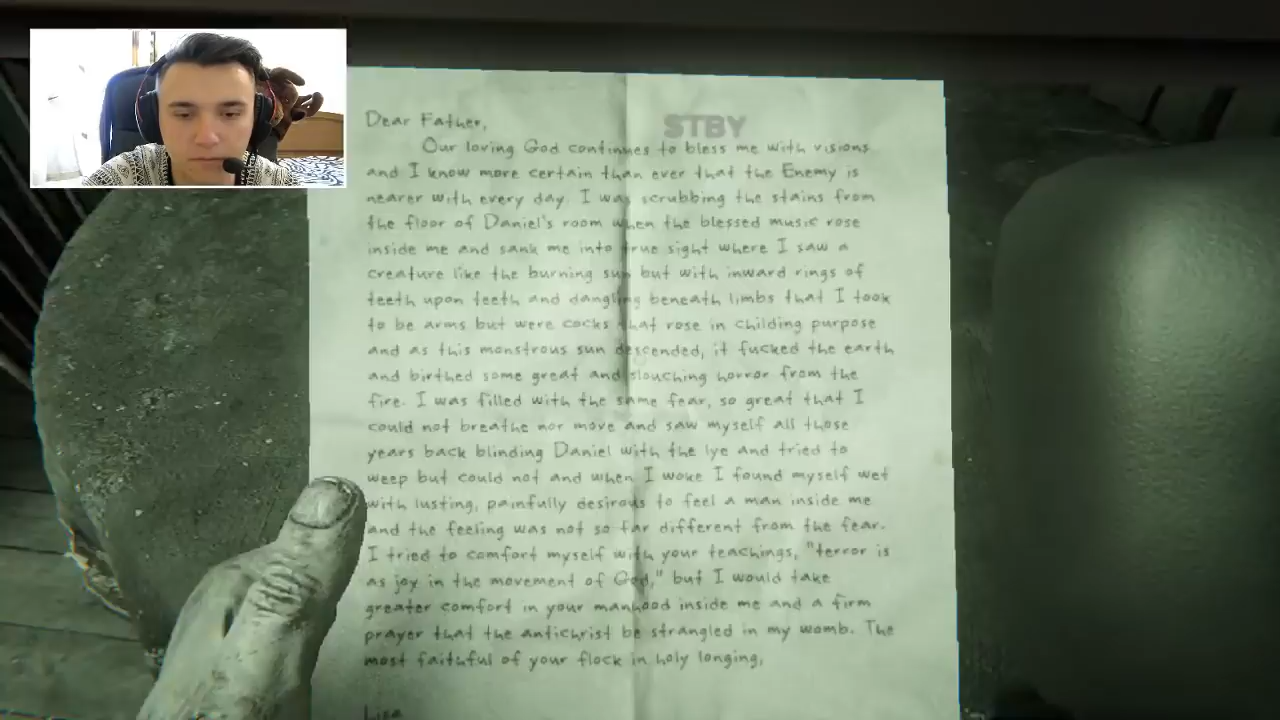 STBY
Dear Father,
Our loving God continues to bless me with visions
and I know more certain than ever that the Enemy is
nearer with every day. I was scrubbing the stains from
the floor of Daniel's room when the blessed music rose
inside me and sank me into true sight where I saw a
creature like the burning sun but with inward rings of
teeth upon teeth and dangling beneath limbs that I took
to be arms but were cocks that rose in childing purpose
and as this monstrous sun descended, it fucked the earth
and birthed some great and slouching horror from the
fire. I was filled with the same fear, so great that I
could not breathe nor move and saw myself all those
years back blinding Daniel with the lye and tried to
weep but could not and when I woke I found myself wet
with lusting, painfully desirous to feel a man inside me
and the feeling was not so far different from the fear.
I tried to comfort myself with your teachings, "terror is
as joy in the movement of God," but I would take
greater comfort in your manhood inside me and a firm
prayer that the antichrist be strangled in my womb. The
most faithful of your flock in holy longing,
Lisa